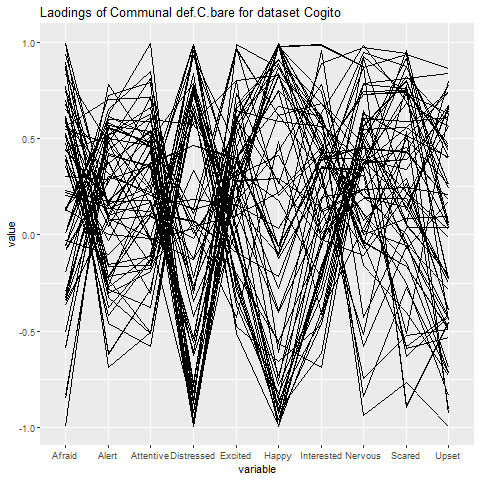 Laodings of Communal def.C.bare for dataset Cogito
1.0
0.5
0.0
-0.5
-1.0
value
Afraid Alert Attentive Distressed Excited Happy Interested Nervous Scared Upset
variable